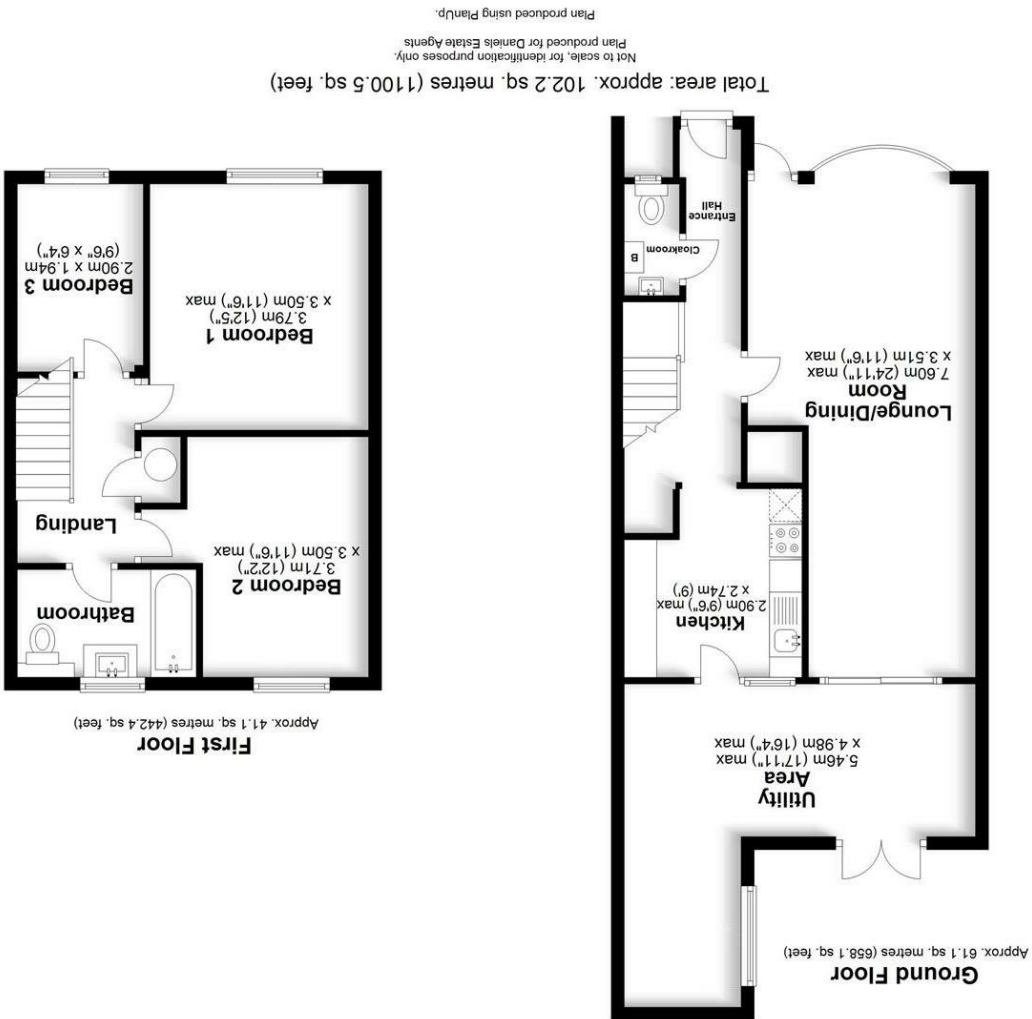 Ground Floor
Approx. 61.1 sq. metres (658.1 sq. feet)
Utility
Area
5.46m (17'11") max
x 4.98m (16'4") max
Kitchen
2.90m (9'6") max
x 2.74m (9')
Lounge/Dining
Room
7.60m (24'11") max
x 3.51m (11'6") max
Cloakroom
B
Entrance
Hall
First Floor
Approx. 41.1 sq. metres (442.4 sq. feet)
Bathroom
Bedroom 2
3.71m (12'2")
x 3.50m (11'6") max
Landing
Bedroom 1
3.79m (12'5")
x 3.50m (11'6") max
Bedroom 3
2.90m x 1.94m
(9'6" x 6'4")
Total area: approx. 102.2 sq. metres (1100.5 sq. feet)
Not to scale, for identification purposes only.
Plan produced for Daniels Estate Agents
Plan produced using PlanUp.